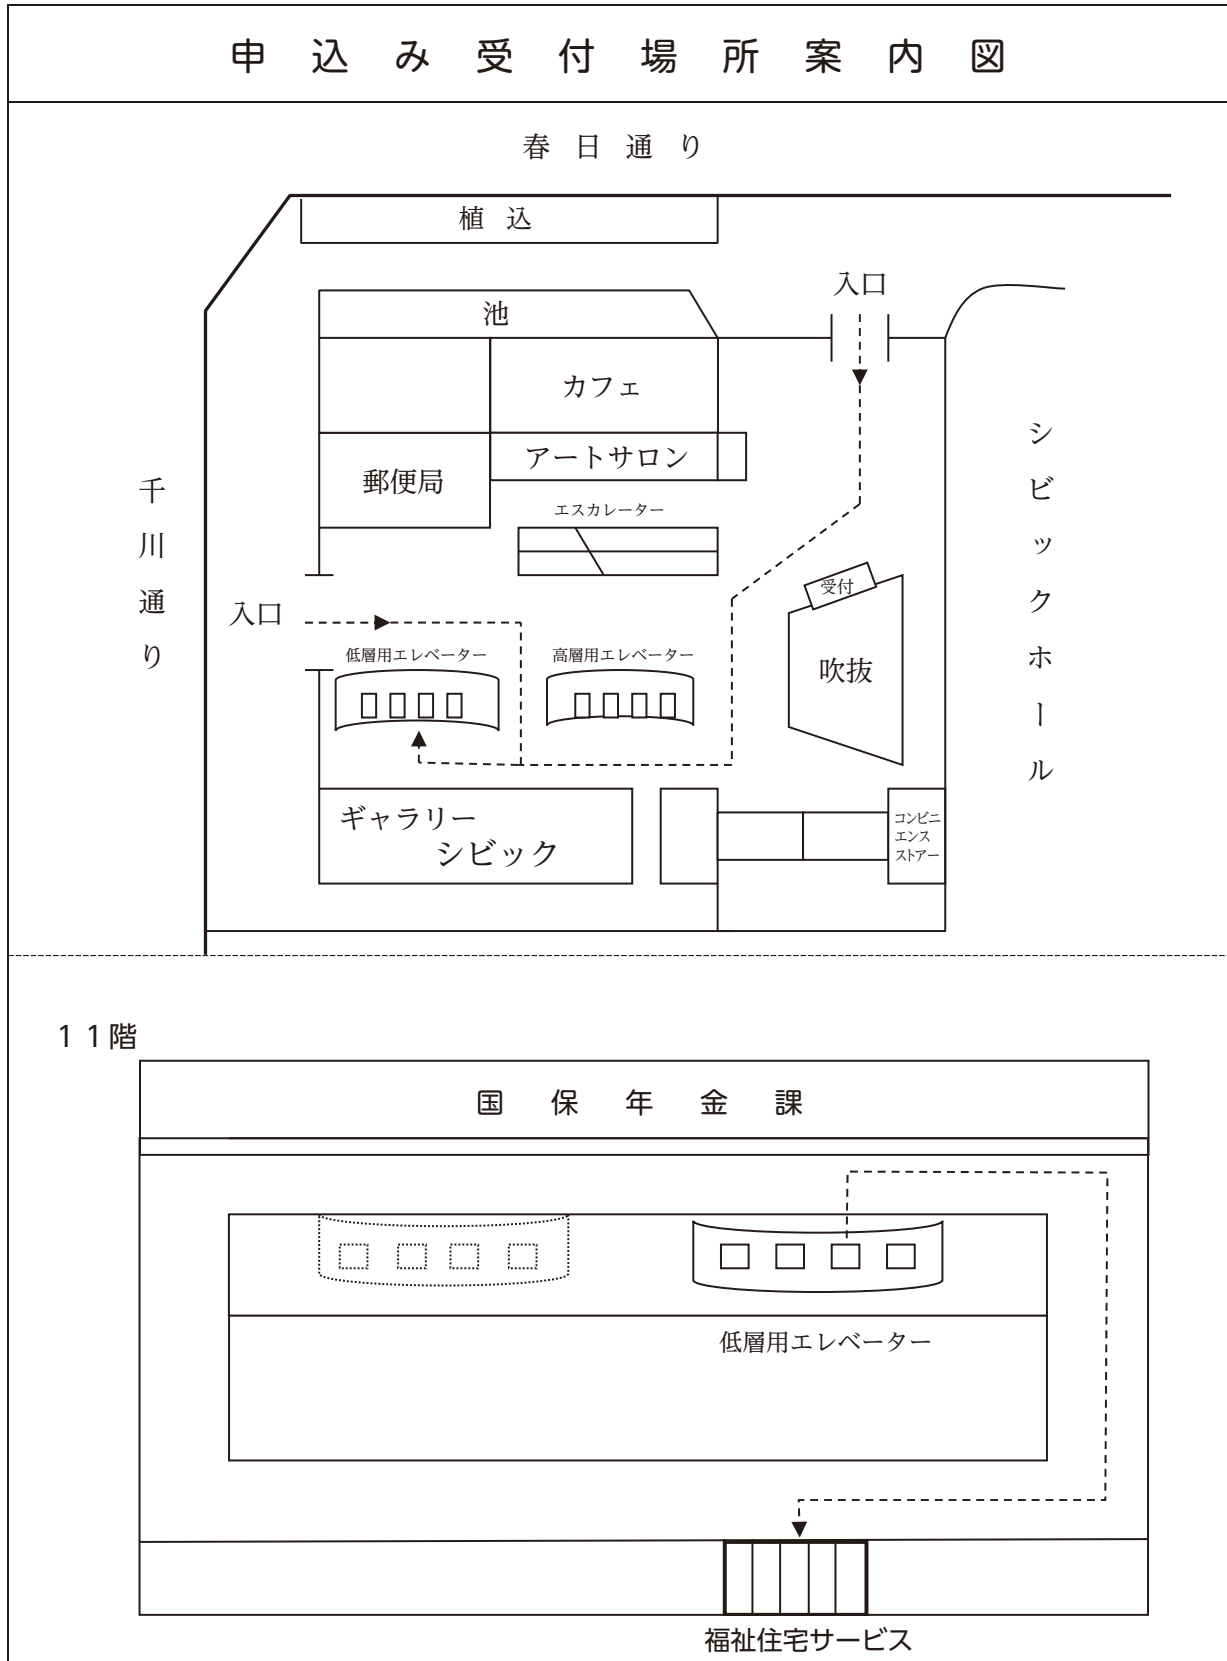 申込み受付場所案内図
春日通り
植込
入口
池
カフェ
アートサロン
郵便局
エスカレーター
千川通り
シビックホール
受付
入口
低層用エレベーター
高層用エレベーター
吹抜
ギャラリー
シビック
コンビニ
エンス
ストアー
11階
国保年金課
低層用エレベーター
福祉住宅サービス